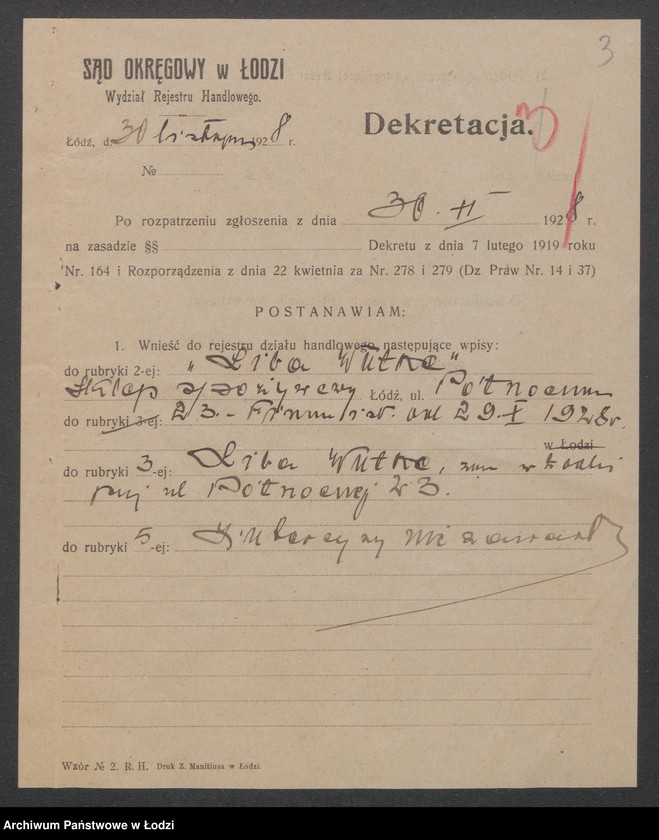 3
SĄD OKRĘGOWY w ŁODZI
Wydział Rejestru Handlowego.
Dekretacja.
Łódź, d. 30 listopa 1928 r.
№
Po rozpatrzeniu zgłoszenia z dnia 30. XI 1928 r.
na zasadzie §§ Dekretu z dnia 7 lutego 1919 roku
Nr. 164 i Rozporządzenia z dnia 22 kwietnia za Nr. 278 i 279 (Dz. Praw Nr. 14 i 37)
POSTANAWIAM:
1. Wnieść do rejestru działu handlowego następujące wpisy:
do rubryki 2-ej: „Liba Wutke"
Sklep spożywczy Łódź, ul. Północna
do rubryki 3-ej: 23.- Firma istn. od 29 X 1928 r.
w Łodzi
do rubryki 3-ej: Liba Wutke, zam w Łodzi
przy ul Północnej 23.
do rubryki 5-ej: Intercyzy nie zawarł
Wzór № 2. R. H. Druk Z. Manitiusa w Łodzi.
Archiwum Państwowe w Łodzi